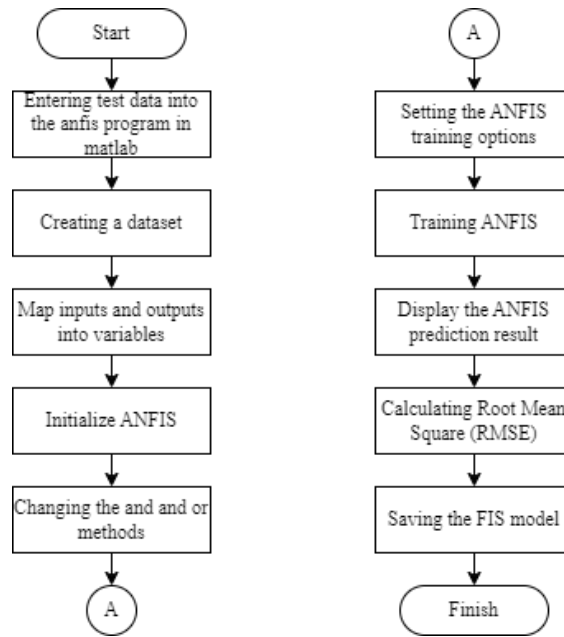 Start
Entering test data into
the anfis program in
matlab
Creating a dataset
Map inputs and outputs
into variables
Initialize ANFIS
Changing the and and or
methods
A
A
Setting the ANFIS
training options
Training ANFIS
Display the ANFIS
prediction result
Calculating Root Mean
Square (RMSE)
Saving the FIS model
Finish